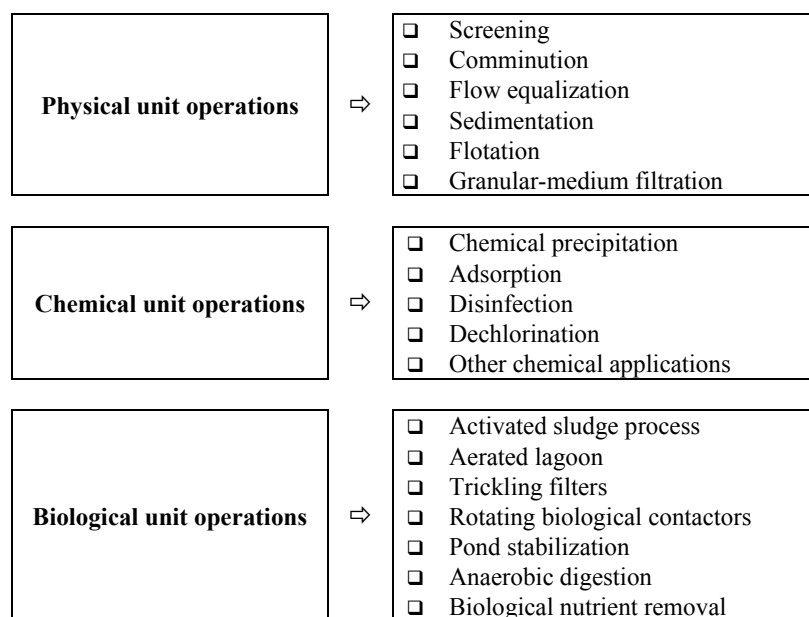 Physical unit operations
⇨
❑ Screening
❑ Comminution
❑ Flow equalization
❑ Sedimentation
❑ Flotation
❑ Granular-medium filtration
Chemical unit operations
⇨
❑ Chemical precipitation
❑ Adsorption
❑ Disinfection
❑ Dechlorination
❑ Other chemical applications
Biological unit operations
⇨
❑ Activated sludge process
❑ Aerated lagoon
❑ Trickling filters
❑ Rotating biological contactors
❑ Pond stabilization
❑ Anaerobic digestion
❑ Biological nutrient removal